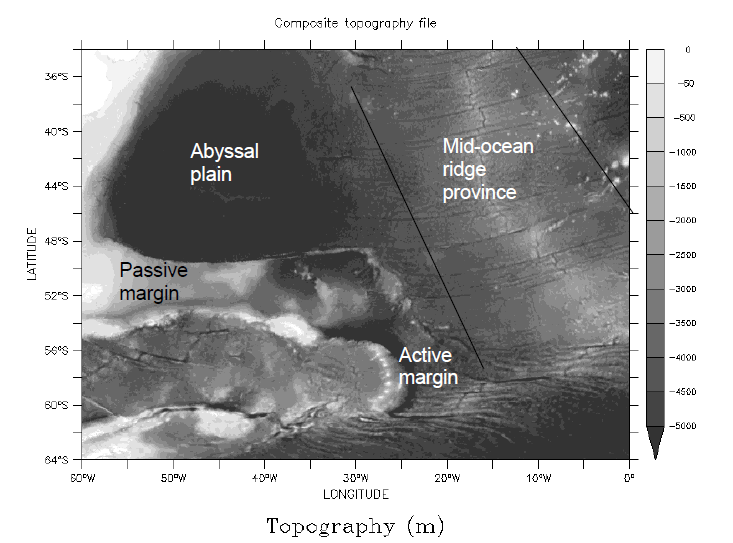 Composite topography file
36°S
40°S
44°S
48°S
52°S
56°S
60°S
64°S
LATITUDE
60°W
50°W
40°W
30°W
20°W
10°W
0°
LONGITUDE
Abyssal
plain
Mid-ocean
ridge
province
Passive
margin
Active
margin
0
-50
-500
-1000
-1500
-2000
-2500
-3000
-3500
-4000
-4500
-5000
Topography (m)